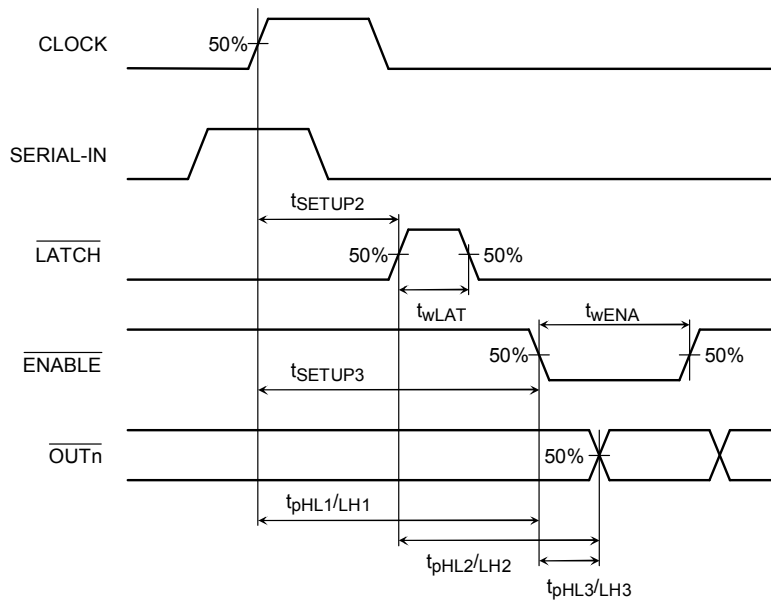 CLOCK
50%
SERIAL-IN
tSETUP2
LATCH
50%
50%
twLAT
twENA
ENABLE
50%
50%
tSETUP3
OUTn
50%
tpHL1/LH1
tpHL2/LH2
tpHL3/LH3